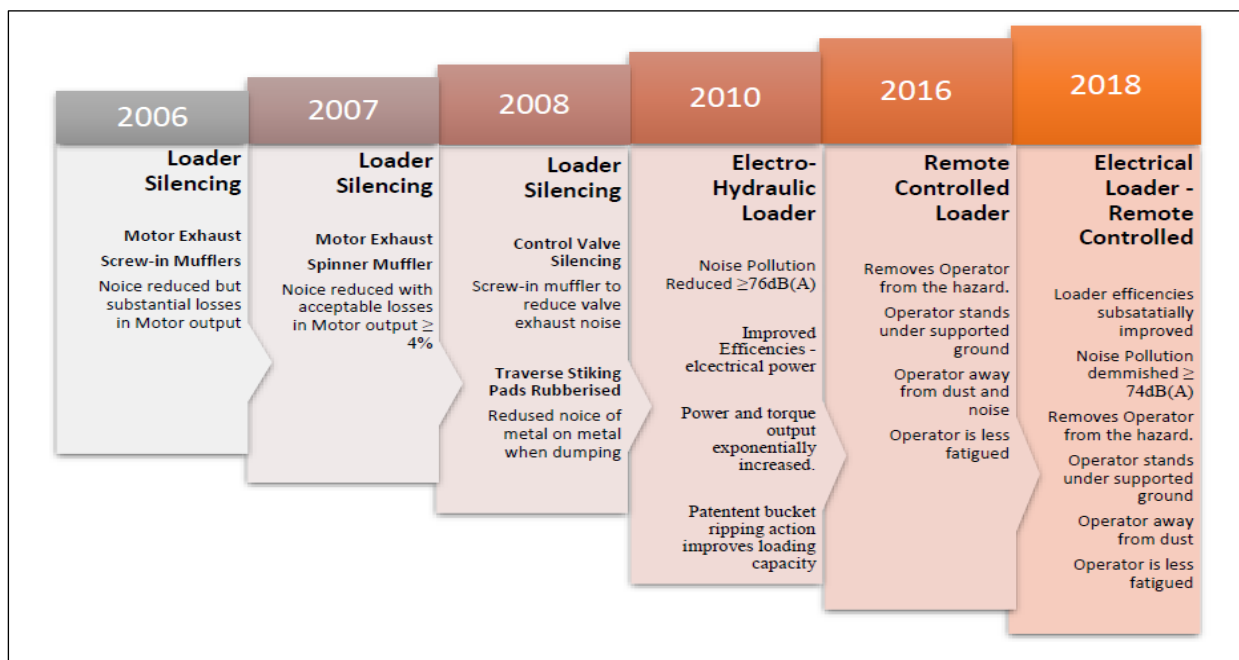 2006
Loader
Silencing
Motor Exhaust
Screw-in Mufflers
Noice reduced but
substantial losses
in Motor output
2007
Loader
Silencing
Motor Exhaust
Spinner Muffler
Noice reduced with
acceptable losses
in Motor output ≥
4%
2008
Loader
Silencing
Control Valve
Silencing
Screw-in muffler to
reduce valve
exhaust noise
Traverse Stiking
Pads Rubberised
Redused noice of
metal on metal
when dumping
2010
Electro-
Hydraulic
Loader
Noise Pollution
Reduced ≥76dB(A)
Improved
Efficencies -
elcectrical power
Power and torque
output
exponentially
increased.
Patentent bucket
ripping action
improves loading
capacity
2016
Remote
Controlled
Loader
Removes Operator
from the hazard.
Operator stands
under supported
ground
Operator away
from dust and
noise
Operator is less
fatigued
2018
Electrical
Loader -
Remote
Controlled
Loader efficencies
subsatatially
improved
Noise Pollution
demmished ≥
74dB(A)
Removes Operator
from the hazard.
Operator stands
under supported
ground
Operator away
from dust
Operator is less
fatigued